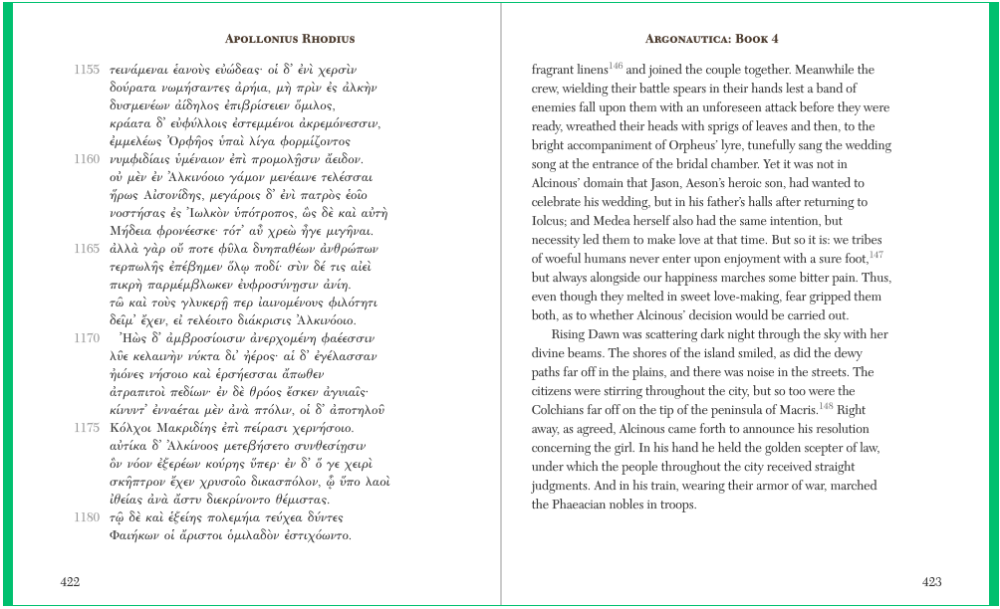 APOLLONIUS RHODIUS
1155 τεινάμεναι ἑανοὺς εὐώδεας· οἱ δ’ ἐνὶ χερσὶν
δούρατα νωμήσαντες ἀρήια, μὴ πρὶν ἐς ἀλκὴν
δυσμενέων ἀίδηλος ἐπιβρίσειεν ὅμιλος,
κράατα δ’ εὐφύλλοις ἐστεμμένοι ἀκρεμόνεσσιν,
ἐμμελέως Ὀρφῆος ὑπαὶ λίγα φορμίζοντος
1160 νυμφιδίαις ὑμέναιον ἐπὶ προμολῇσιν ἄειδον.
οὐ μὲν ἐν Ἀλκινόοιο γάμον μενέαινε τελέσσαι
ἥρως Αἰσονίδης, μεγάροις δ’ ἐνὶ πατρὸς ἑοῖο
νοστήσας ἐς Ἰωλκὸν ὑπότροπος, ὣς δὲ καὶ αὐτὴ
Μήδεια φρονέεσκε· τότ’ αὖ χρεὼ ἦγε μιγῆναι.
1165 ἀλλὰ γὰρ οὔ ποτε φῦλα δυηπαθέων ἀνθρώπων
τερπωλῆς ἐπέβημεν ὅλῳ ποδί· σὺν δέ τις αἰεὶ
πικρὴ παρμέμβλωκεν ἐυφροσύνῃσιν ἀνίη.
τῶ καὶ τοὺς γλυκερῇ περ ἰαινομένους φιλότητι
δεῖμ’ ἔχεν, εἰ τελέοιτο διάκρισις Ἀλκινόοιο.
1170 Ἠὼς δ’ ἀμβροσίοισιν ἀνερχομένη φαέεσσιν
λῦε κελαινὴν νύκτα δι’ ἠέρος· αἱ δ’ ἐγέλασσαν
ἠιόνες νήσοιο καὶ ἑρσήεσσαι ἄπωθεν
ἀτραπιτοὶ πεδίων· ἐν δὲ θρόος ἔσκεν ἀγυιαῖς·
κίνυντ’ ἐνναέται μὲν ἀνὰ πτόλιν, οἱ δ’ ἀποτηλοῦ
1175 Κόλχοι Μακριδίης ἐπὶ πείρασι χερνήσοιο.
αὐτίκα δ’ Ἀλκίνοος μετεβήσετο συνθεσίῃσιν
ὃν νόον ἐξερέων κούρης ὕπερ· ἐν δ’ ὅ γε χειρὶ
σκῆπτρον ἔχεν χρυσοῖο δικασπόλον, ᾧ ὕπο λαοὶ
ἰθείας ἀνὰ ἄστυ διεκρίνοντο θέμιστας.
1180 τῷ δὲ καὶ ἑξείης πολεμήια τεύχεα δύντες
Φαιήκων οἱ ἄριστοι ὁμιλαδὸν ἐστιχόωντο.
422
ARGONAUTICA: BOOK 4
fragrant linens146 and joined the couple together. Meanwhile the
crew, wielding their battle spears in their hands lest a band of
enemies fall upon them with an unforeseen attack before they were
ready, wreathed their heads with sprigs of leaves and then, to the
bright accompaniment of Orpheus’ lyre, tunefully sang the wedding
song at the entrance of the bridal chamber. Yet it was not in
Alcinous’ domain that Jason, Aeson’s heroic son, had wanted to
celebrate his wedding, but in his father’s halls after returning to
Iolcus; and Medea herself also had the same intention, but
necessity led them to make love at that time. But so it is: we tribes
of woeful humans never enter upon enjoyment with a sure foot,147
but always alongside our happiness marches some bitter pain. Thus,
even though they melted in sweet love-making, fear gripped them
both, as to whether Alcinous’ decision would be carried out.
Rising Dawn was scattering dark night through the sky with her
divine beams. The shores of the island smiled, as did the dewy
paths far off in the plains, and there was noise in the streets. The
citizens were stirring throughout the city, but so too were the
Colchians far off on the tip of the peninsula of Macris.148 Right
away, as agreed, Alcinous came forth to announce his resolution
concerning the girl. In his hand he held the golden scepter of law,
under which the people throughout the city received straight
judgments. And in his train, wearing their armor of war, marched
the Phaeacian nobles in troops.
423